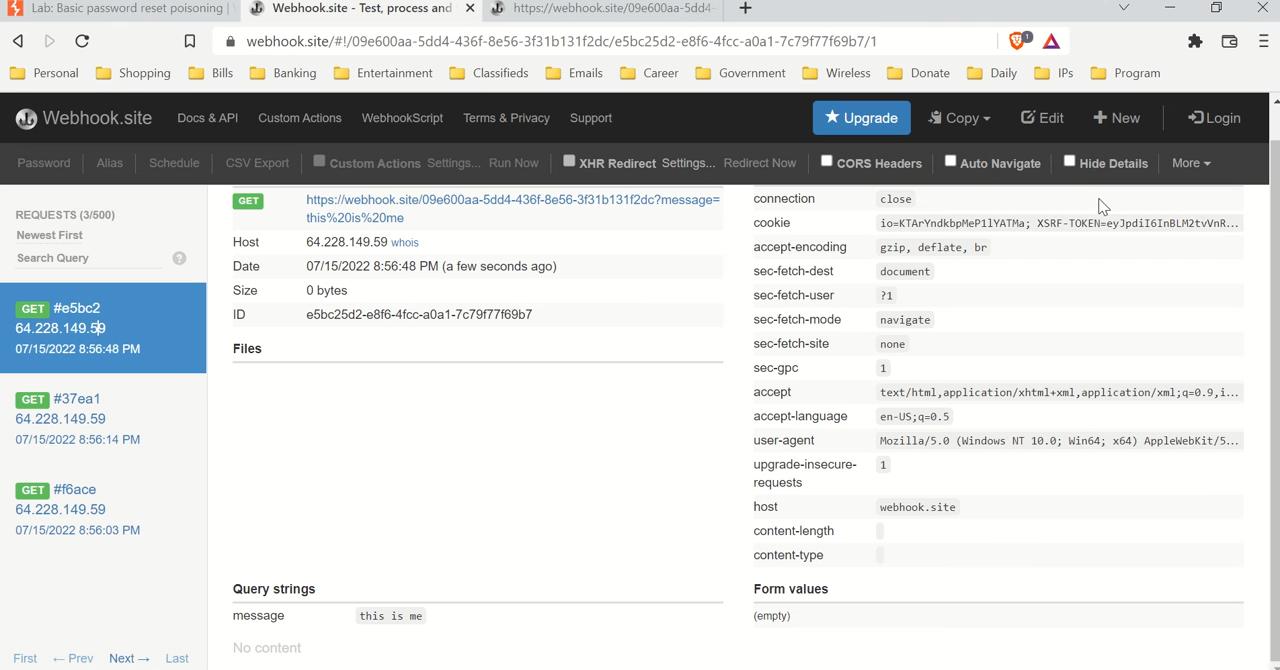 Lab: Basic password reset poisoning |
Webhook.site - Test, process and
https://webhook.site/09e600aa-5dd4-
webhook.site/#!/09e600aa-5dd4-436f-8e56-3f31b131f2dc/e5bc25d2-e8f6-4fcc-a0a1-7c79f77f69b7/1
1
Personal Shopping Bills Banking Entertainment Classifieds Emails Career Government Wireless Donate Daily IPs Program
Webhook.site Docs & API Custom Actions WebhookScript Terms & Privacy Support Upgrade Copy Edit New Login
Password Alias Schedule CSV Export Custom Actions Settings... Run Now XHR Redirect Settings... Redirect Now CORS Headers Auto Navigate Hide Details More
REQUESTS (3/500)
Newest First
Search Query ?
GET #e5bc2
64.228.149.59
07/15/2022 8:56:48 PM
GET #37ea1
64.228.149.59
07/15/2022 8:56:14 PM
GET #f6ace
64.228.149.59
07/15/2022 8:56:03 PM
First ← Prev Next → Last
GET https://webhook.site/09e600aa-5dd4-436f-8e56-3f31b131f2dc?message=
this%20is%20me
Host 64.228.149.59 whois
Date 07/15/2022 8:56:48 PM (a few seconds ago)
Size 0 bytes
ID e5bc25d2-e8f6-4fcc-a0a1-7c79f77f69b7
Files
Query strings
message this is me
No content
connection close
cookie io=KTArYndkbpMeP1lYATMa; XSRF-TOKEN=eyJpdiI6InBLM2tvVnR...
accept-encoding gzip, deflate, br
sec-fetch-dest document
sec-fetch-user ?1
sec-fetch-mode navigate
sec-fetch-site none
sec-gpc 1
accept text/html,application/xhtml+xml,application/xml;q=0.9,i...
accept-language en-US;q=0.5
user-agent Mozilla/5.0 (Windows NT 10.0; Win64; x64) AppleWebKit/5...
upgrade-insecure-
requests 1
host webhook.site
content-length
content-type
Form values
(empty)